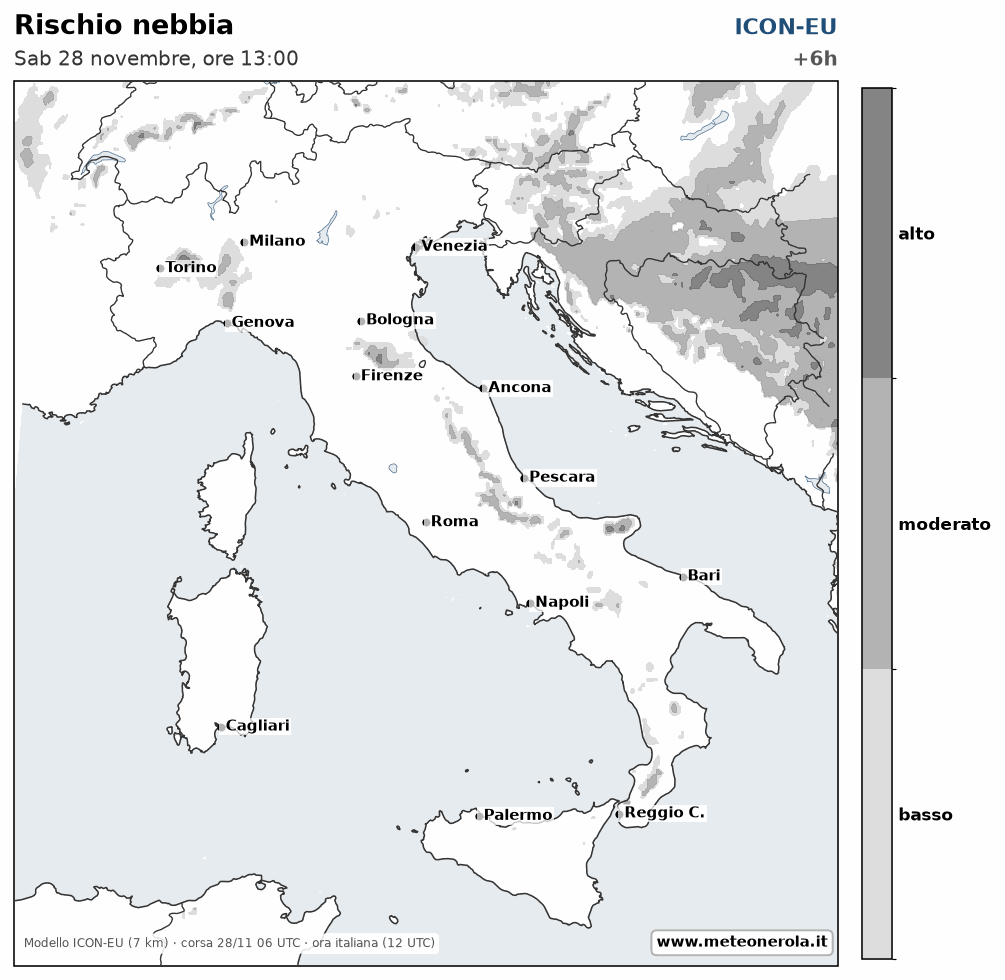 Rischio nebbia
ICON-EU
Sab 28 novembre, ore 13:00
+6h
alto
Milano
Venezia
Torino
Genova
Bologna
Firenze
Ancona
Pescara
moderato
Roma
Bari
Napoli
Cagliari
Palermo
Reggio C.
basso
Modello ICON-EU (7 km) · corsa 28/11 06 UTC · ora italiana (12 UTC)
www.meteonerola.it